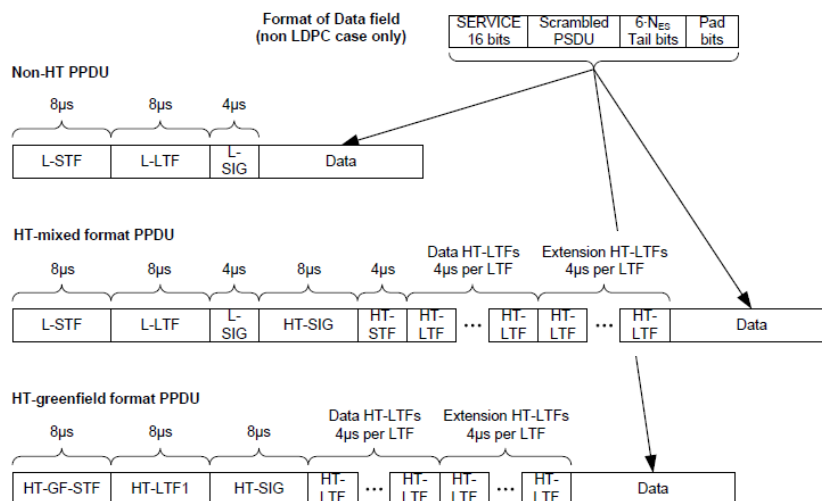 Format of Data field
(non LDPC case only)
SERVICE
16 bits
Scrambled
PSDU
6·NES
Tail bits
Pad
bits
Non-HT PPDU
8µs
8µs
4µs
L-STF
L-LTF
L-
SIG
Data
HT-mixed format PPDU
Data HT-LTFs
4µs per LTF
Extension HT-LTFs
4µs per LTF
8µs
8µs
4µs
8µs
4µs
L-STF
L-LTF
L-
SIG
HT-SIG
HT-
STF
HT-
LTF
...
HT-
LTF
HT-
LTF
...
HT-
LTF
Data
HT-greenfield format PPDU
Data HT-LTFs
4µs per LTF
Extension HT-LTFs
4µs per LTF
8µs
8µs
8µs
HT-GF-STF
HT-LTF1
HT-SIG
HT-
LTF
...
HT-
LTF
HT-
LTF
...
HT-
LTF
Data